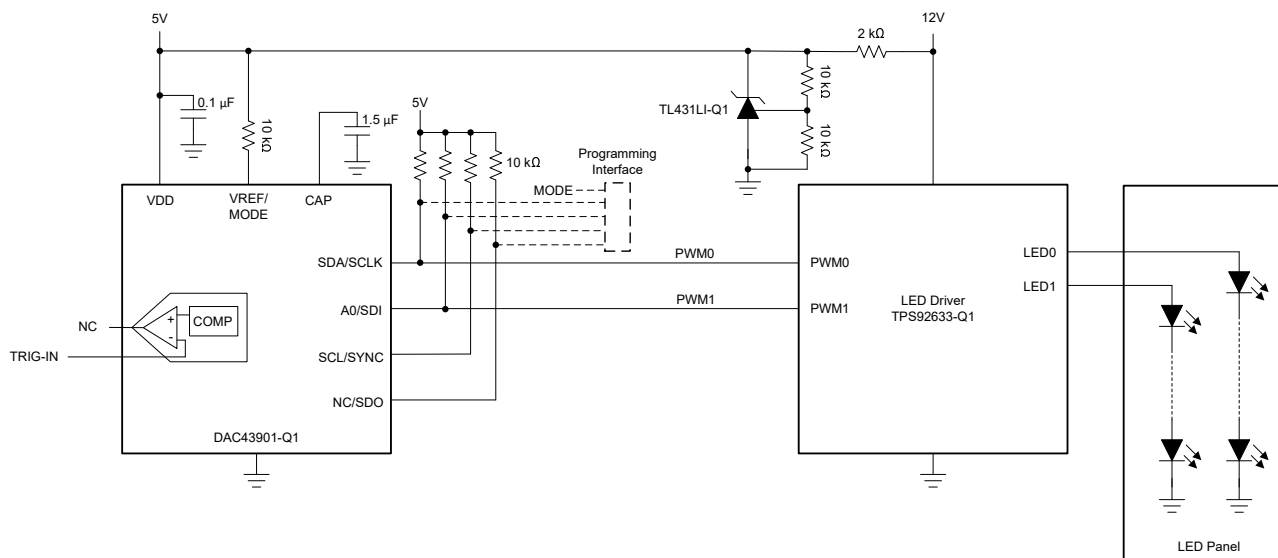 5V
12V
2 kΩ
0.1 µF
10 kΩ
1.5 µF
5V
10 kΩ
TL431LI-Q1
10 kΩ
10 kΩ
Programming
Interface
MODE
VDD
VREF/
MODE
CAP
SDA/SCLK
PWM0
PWM0
LED0
LED1
A0/SDI
PWM1
PWM1
LED Driver
TPS92633-Q1
NC
+
-
COMP
TRIG-IN
SCL/SYNC
NC/SDO
DAC43901-Q1
LED Panel